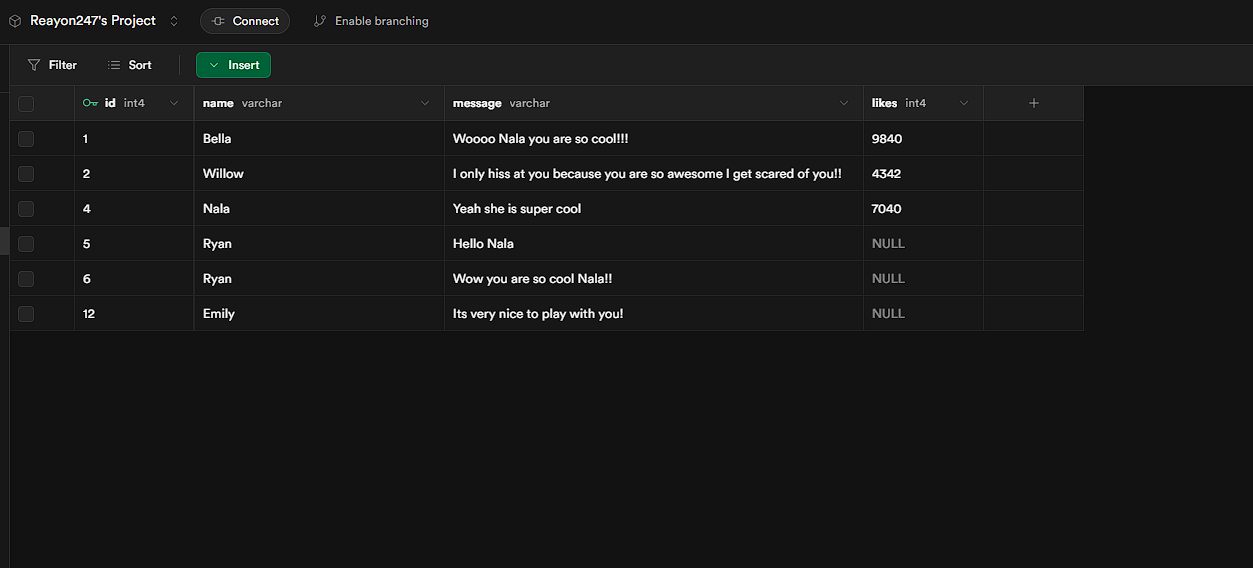 Reayon247's Project Connect Enable branching
Filter Sort Insert
id int4 name varchar message varchar likes int4
1 Bella Woooo Nala you are so cool!!! 9840
2 Willow I only hiss at you because you are so awesome I get scared of you!! 4342
4 Nala Yeah she is super cool 7040
5 Ryan Hello Nala NULL
6 Ryan Wow you are so cool Nala!! NULL
12 Emily Its very nice to play with you! NULL